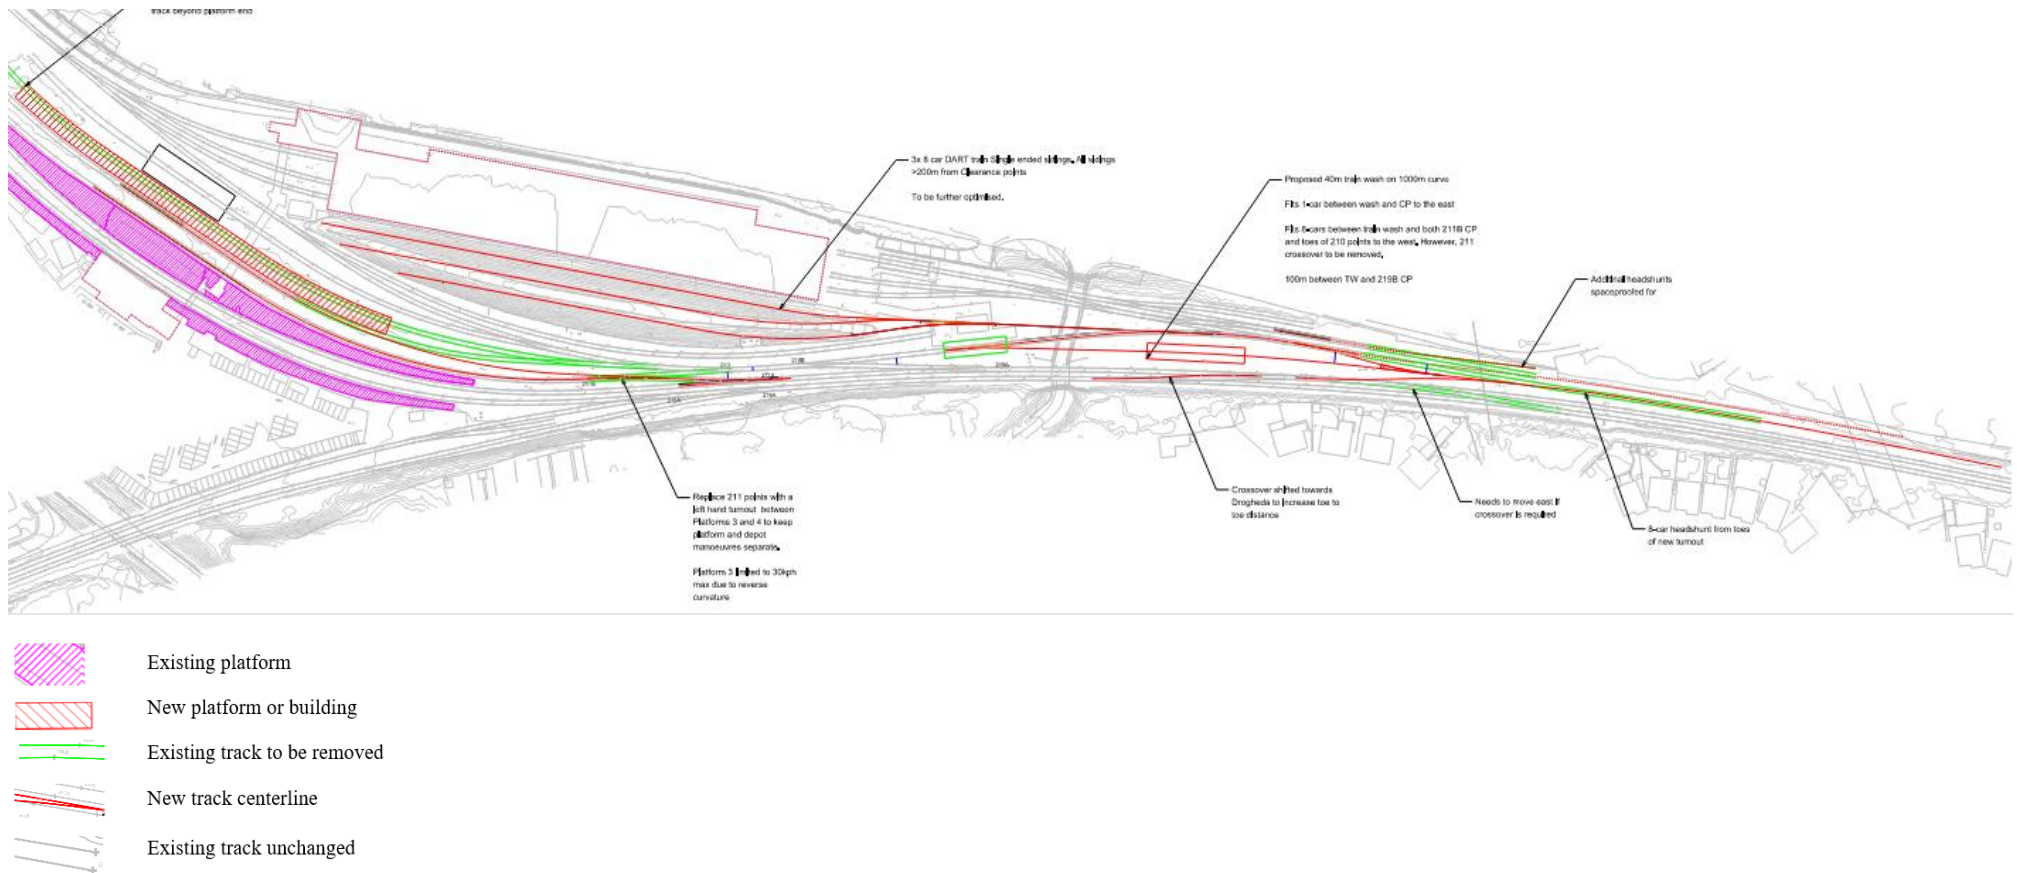 track beyond platform end
3x 8 car DART train Single ended sidings. All sidings
>200m from Clearance points
To be further optimised.
Proposed 40m train wash on 1000m curve
Fits 1-car between wash and CP to the east
Fits 8-cars between train wash and both 211B CP
and toes of 210 points to the west. However, 211
crossover to be removed.
100m between TW and 219B CP
Additinal headshunts
spaceproofed for
218B
219A
Replace 211 points with a
left hand turnout between
Platforms 3 and 4 to keep
platform and depot
manoeuvres separate.
Platform 3 limited to 30kph
max due to reverse
curvature
Crossover shifted towards
Drogheda to increase toe to
toe distance
Needs to move east if
crossover is required
8-car headshunt from toes
of new turnout
Existing platform
New platform or building
Existing track to be removed
New track centerline
Existing track unchanged